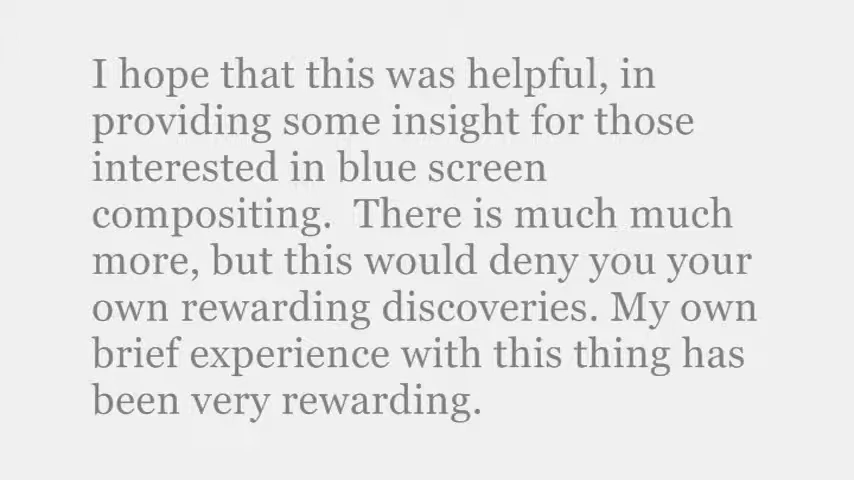 I hope that this was helpful, in
providing some insight for those
interested in blue screen
compositing.  There is much much
more, but this would deny you your
own rewarding discoveries. My own
brief experience with this thing has
been very rewarding.